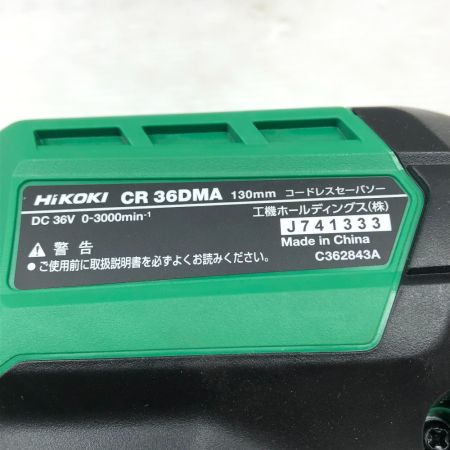 HiKOKI CR 36DMA 130mm コードレスセーバソー
DC 36V 0-3000min-1 工機ホールディングス(株)
J741333
警告 Made in China
●ご使用前に取扱説明書を必ずよくお読みください。 C362843A